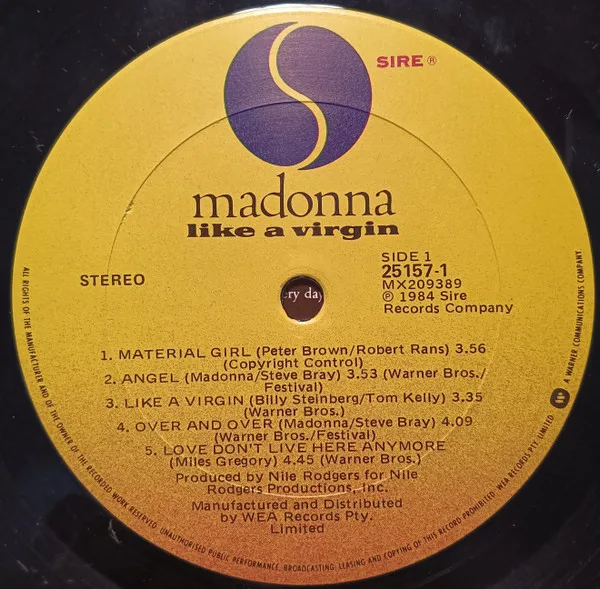 SIRE ®
madonna
like a virgin
STEREO
SIDE 1
25157-1
MX209389
℗ 1984 Sire
Records Company
ery day
1. MATERIAL GIRL (Peter Brown/Robert Rans) 3.56
(Copyright Control)
2. ANGEL (Madonna/Steve Bray) 3.53 (Warner Bros./
Festival)
3. LIKE A VIRGIN (Billy Steinberg/Tom Kelly) 3.35
(Warner Bros.)
4. OVER AND OVER (Madonna/Steve Bray) 4.09
(Warner Bros./Festival)
5. LOVE DON'T LIVE HERE ANYMORE
(Miles Gregory) 4.45 (Warner Bros.)
Produced by Nile Rodgers for Nile
Rodgers Productions, Inc.
Manufactured and Distributed
by WEA Records Pty.
Limited
ALL RIGHTS OF THE MANUFACTURER AND OF THE OWNER OF THE RECORDED WORK RESERVED. UNAUTHORISED PUBLIC PERFORMANCE, BROADCASTING, LEASING AND COPYING OF THIS RECORD PROHIBITED. WEA RECORDS PTY. LIMITED. A WARNER COMMUNICATIONS COMPANY.